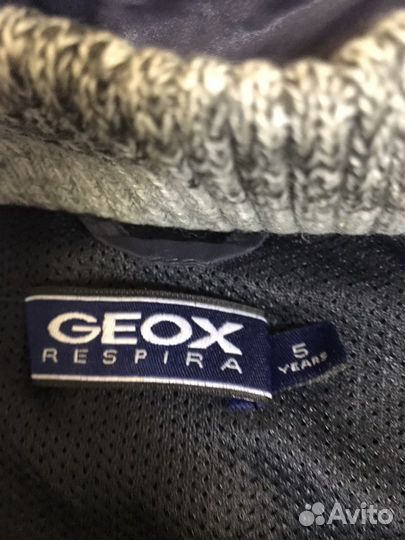 GEOX
RESPIRA
5
YEARS
Avito